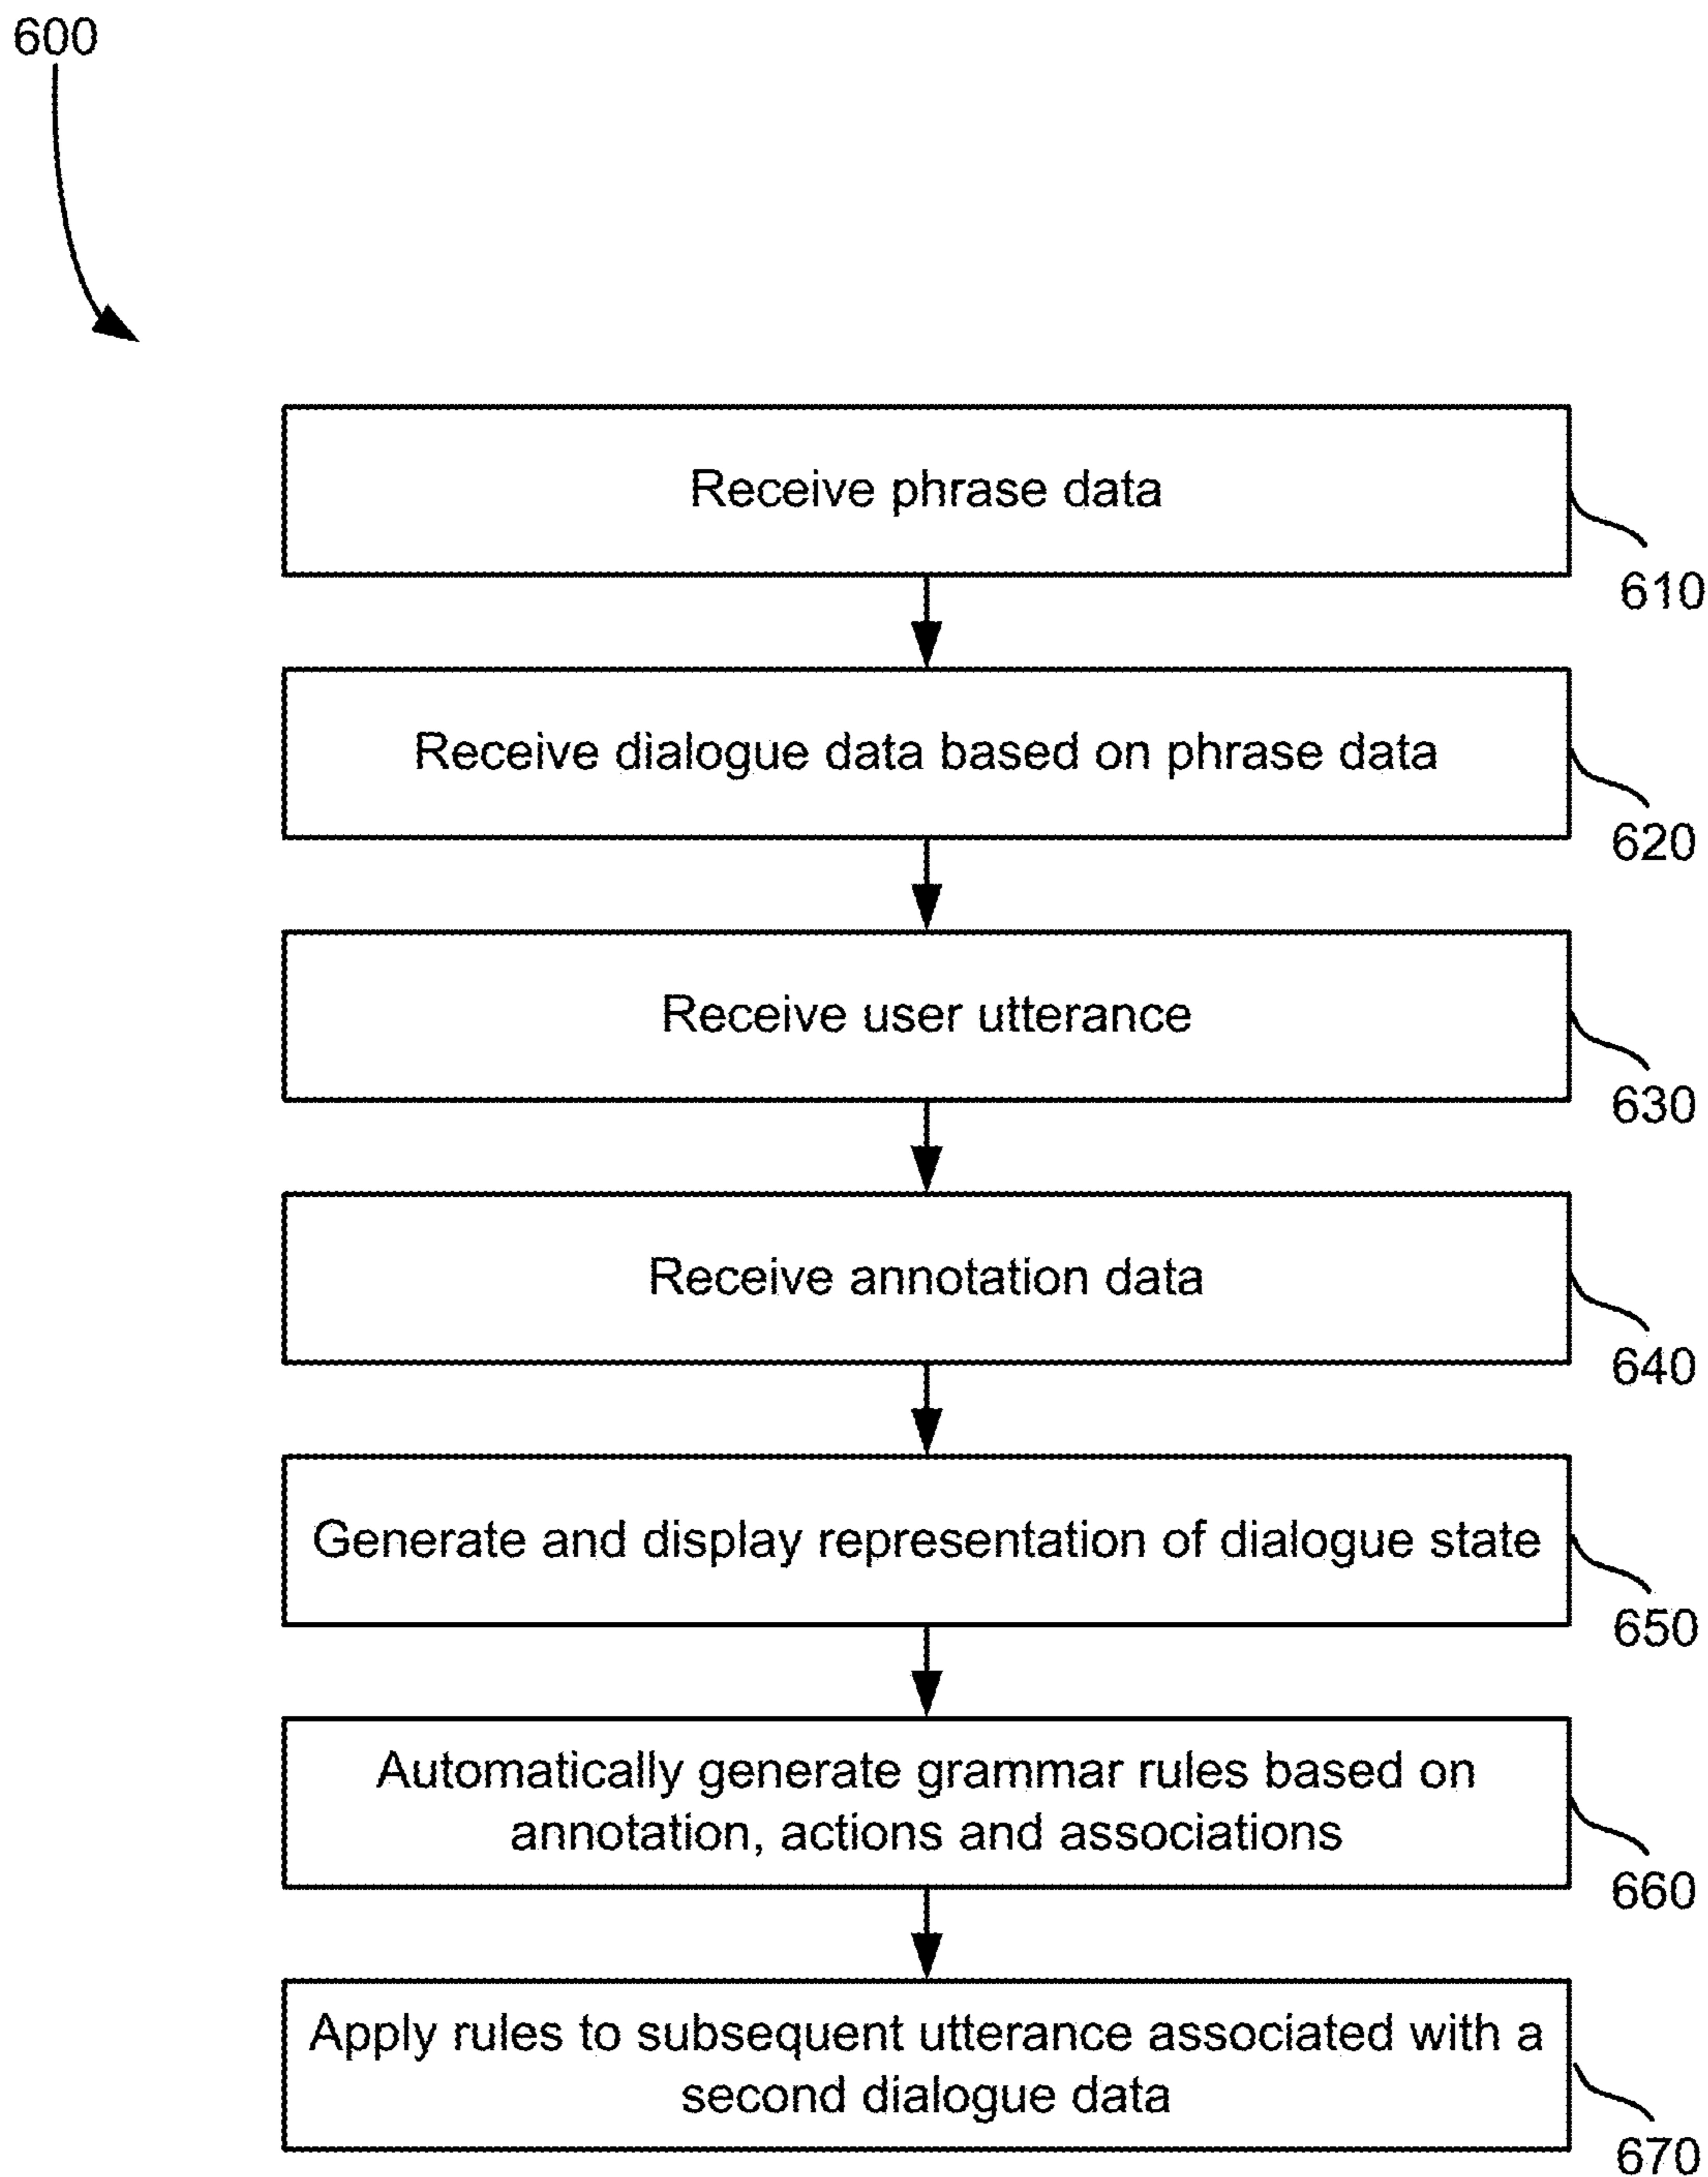 600
Receive phrase data
610
Receive dialogue data based on phrase data
620
Receive user utterance
630
Receive annotation data
640
Generate and display representation of dialogue state
650
Automatically generate grammar rules based on
annotation, actions and associations
660
Apply rules to subsequent utterance associated with a
second dialogue data
670